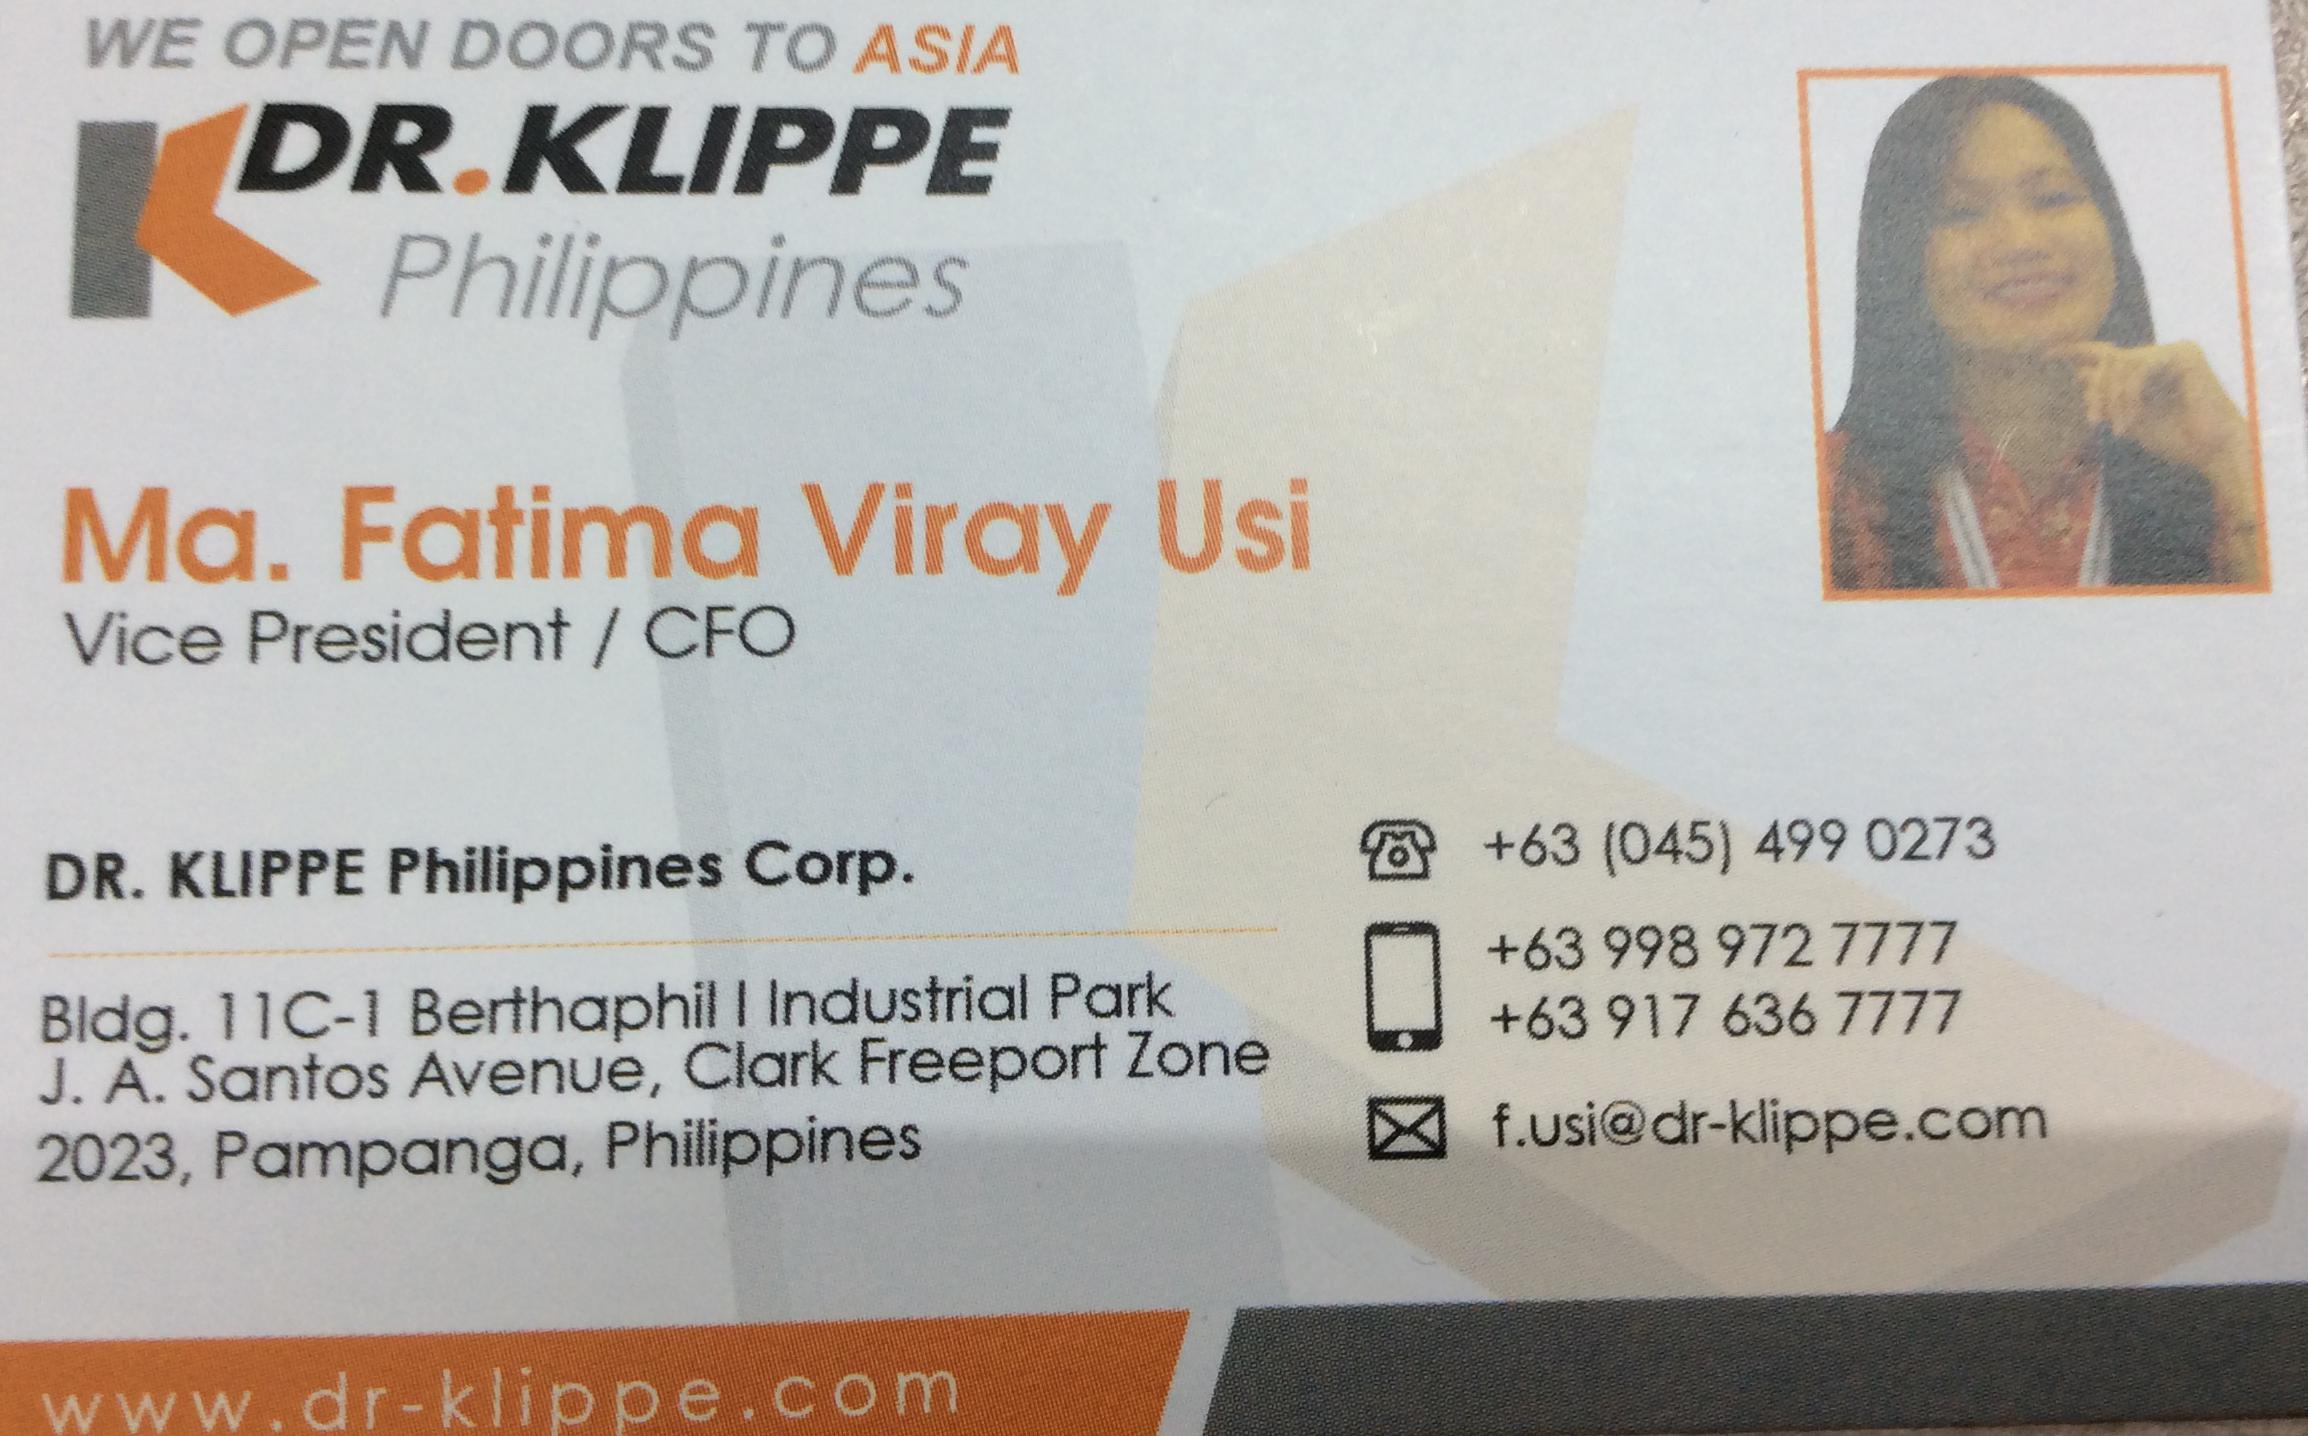 WE OPEN DOORS TO ASIA
DR.KLIPPE
Philippines
Ma. Fatima Viray Usi
Vice President / CFO
DR. KLIPPE Philippines Corp.
Bldg. 11C-1 Berthaphil I Industrial Park
J. A. Santos Avenue, Clark Freeport Zone
2023, Pampanga, Philippines
+63 (045) 499 0273
+63 998 972 7777
+63 917 636 7777
f.usi@dr-klippe.com
www.dr-klippe.com